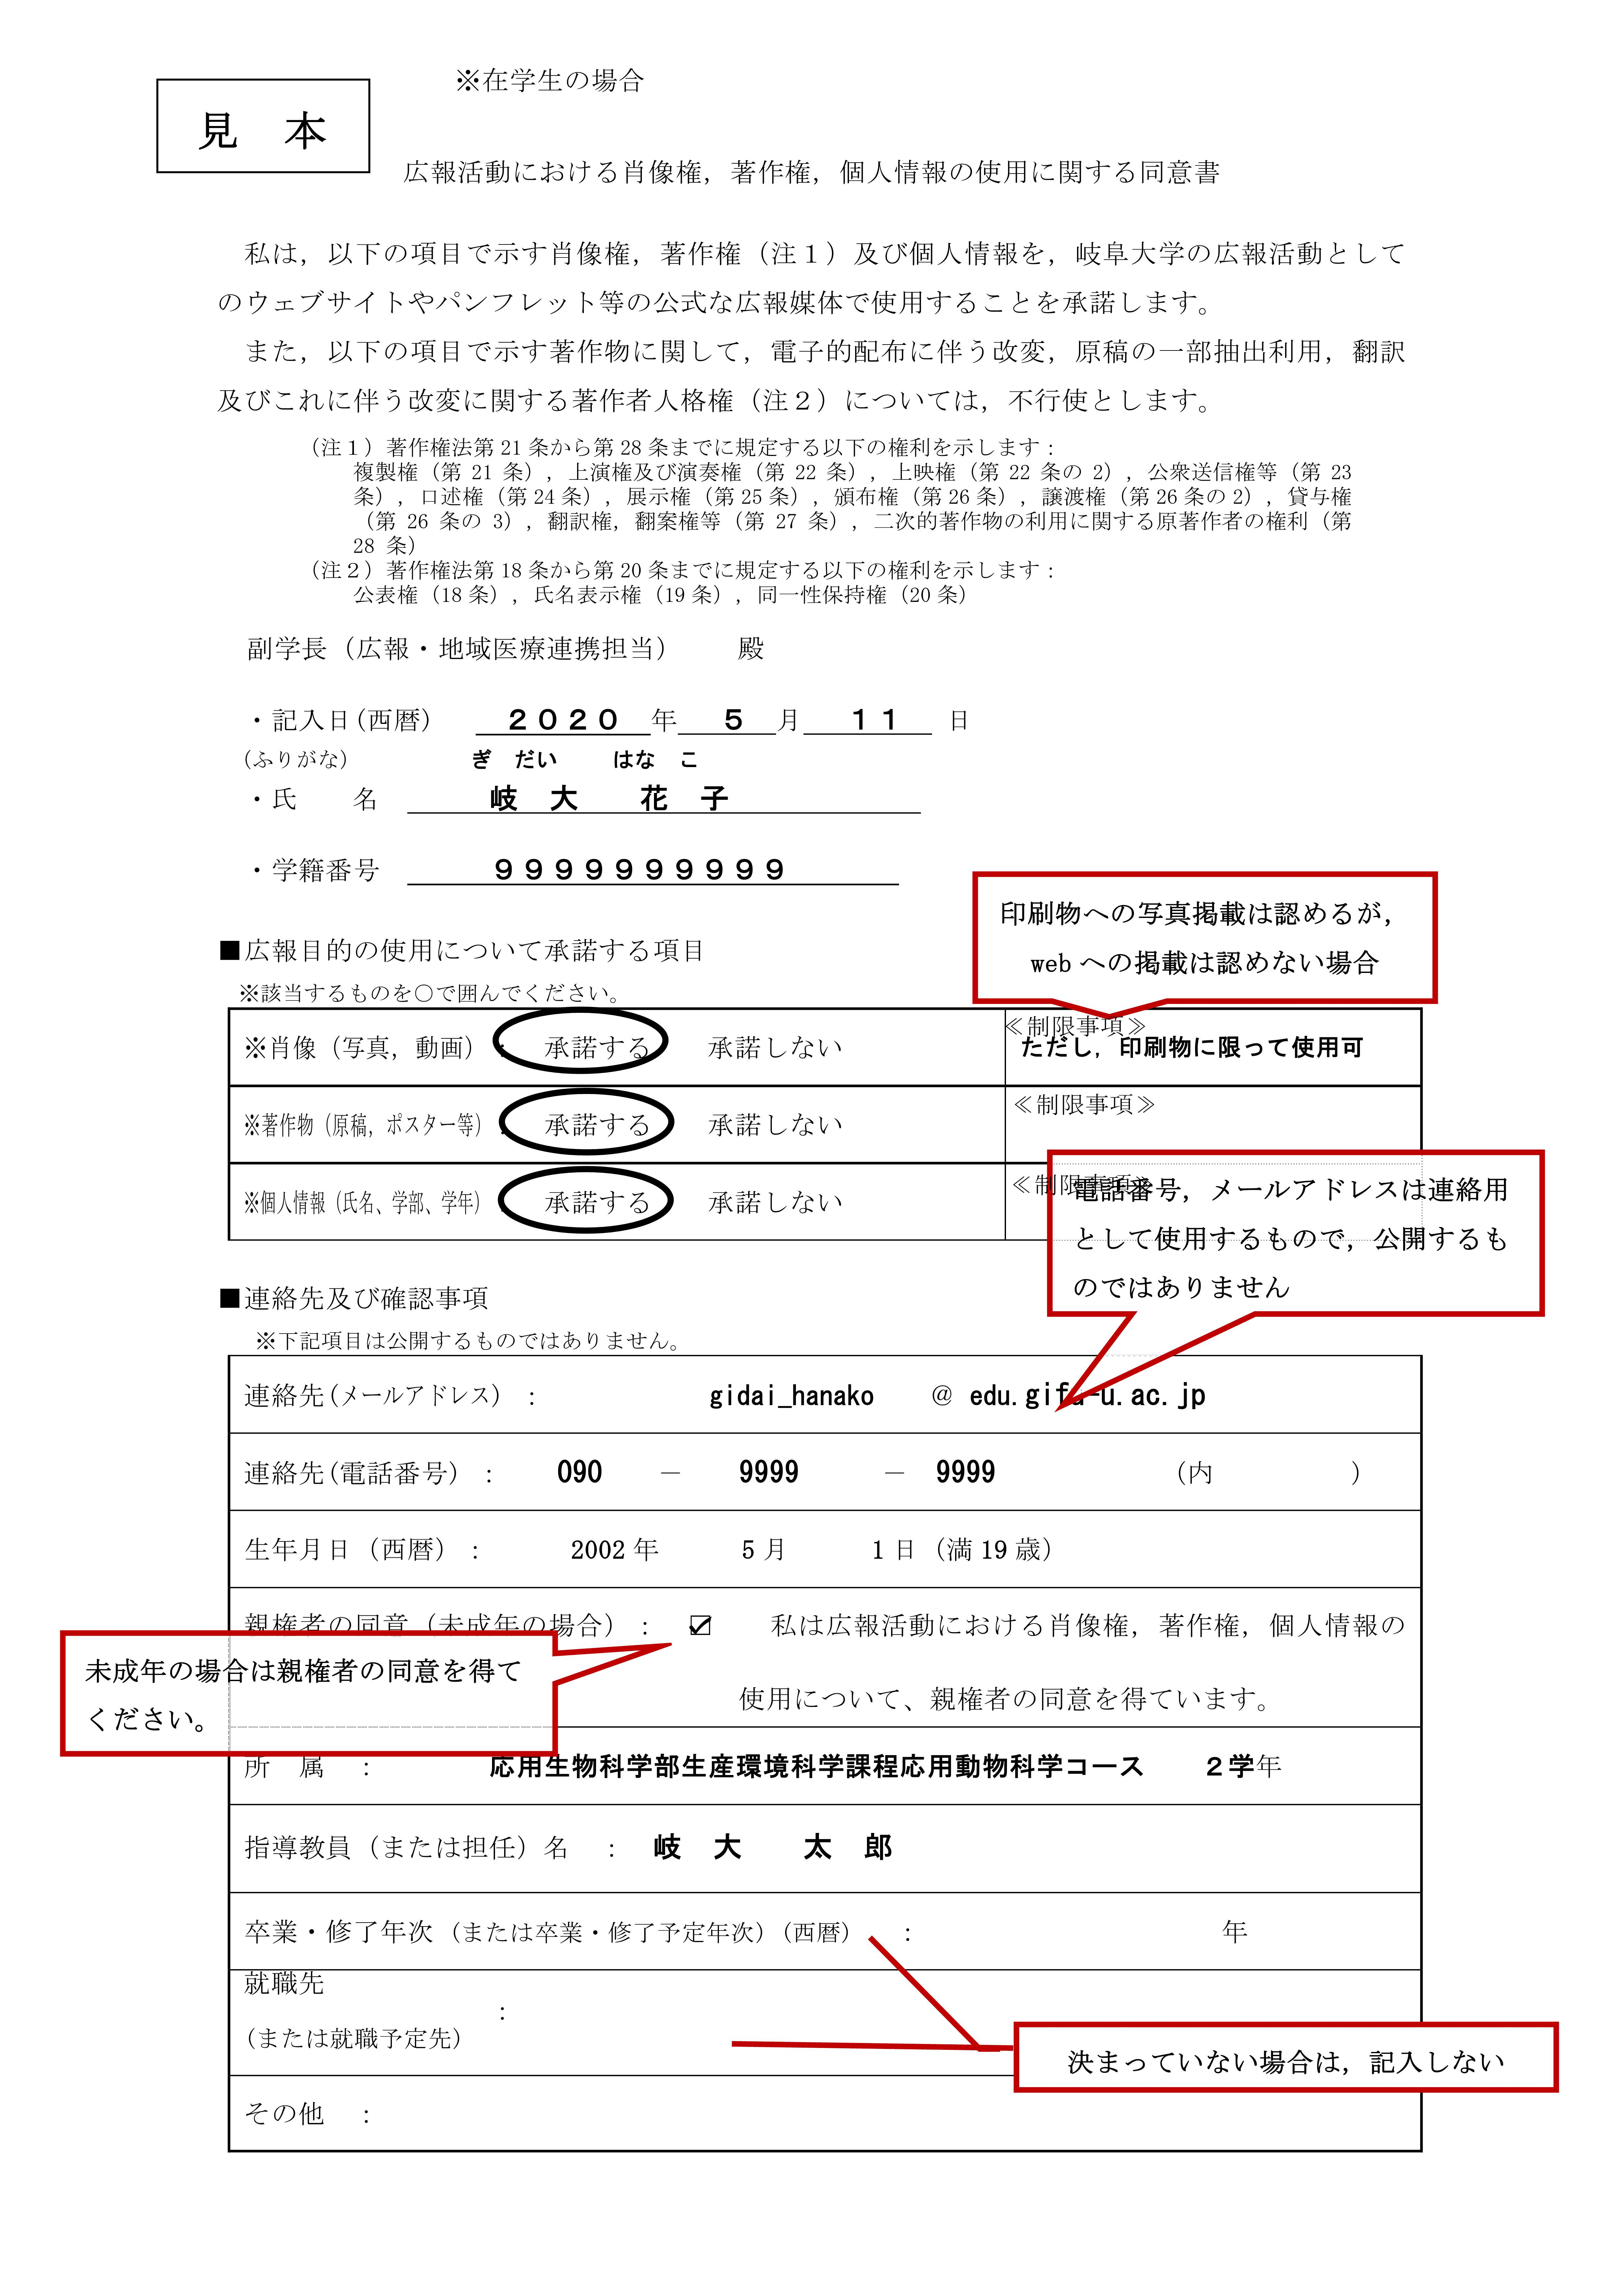 ※在学生の場合
見　本
広報活動における肖像権，著作権，個人情報の使用に関する同意書
私は，以下の項目で示す肖像権，著作権（注１）及び個人情報を，岐阜大学の広報活動として
のウェブサイトやパンフレット等の公式な広報媒体で使用することを承諾します。
また，以下の項目で示す著作物に関して，電子的配布に伴う改変，原稿の一部抽出利用，翻訳
及びこれに伴う改変に関する著作者人格権（注２）については，不行使とします。
（注１）著作権法第 21 条から第 28 条までに規定する以下の権利を示します：
複製権（第 21 条），上演権及び演奏権（第 22 条），上映権（第 22 条の 2），公衆送信権等（第 23
条），口述権（第 24 条），展示権（第 25 条），頒布権（第 26 条），譲渡権（第 26 条の 2），貸与権
（第 26 条の 3），翻訳権，翻案権等（第 27 条），二次的著作物の利用に関する原著作者の権利（第
28 条）
（注２）著作権法第 18 条から第 20 条までに規定する以下の権利を示します：
公表権（18 条），氏名表示権（19 条），同一性保持権（20 条）
副学長（広報・地域医療連携担当）　殿
・記入日(西暦)　２０２０　年　５　月　１１　日
(ふりがな)　ぎ　だい　はな　こ
・氏　名　岐　大　花　子
・学籍番号　９９９９９９９９９９
印刷物への写真掲載は認めるが，
web への掲載は認めない場合
■広報目的の使用について承諾する項目
※該当するものを○で囲んでください。
※肖像（写真，動画）：　承諾する　承諾しない　≪制限事項≫
ただし，印刷物に限って使用可
※著作物（原稿，ポスター等）：　承諾する　承諾しない　≪制限事項≫
※個人情報（氏名、学部、学年）　承諾する　承諾しない　≪制限事項≫
電話番号，メールアドレスは連絡用
として使用するもので，公開するも
のではありません
■連絡先及び確認事項
※下記項目は公開するものではありません。
連絡先(メールアドレス)：　gidai_hanako　＠ edu.gifu-u.ac.jp
連絡先(電話番号)：　090　－　9999　－　9999　（内　　）
生年月日（西暦）：　2002 年　5 月　1 日（満 19 歳）
親権者の同意（未成年の場合）：　☑　私は広報活動における肖像権，著作権，個人情報の
使用について、親権者の同意を得ています。
未成年の場合は親権者の同意を得て
ください。
所　属　：　応用生物科学部生産環境科学課程応用動物科学コース　２学年
指導教員（または担任）名　：　岐　大　太　郎
卒業・修了年次（または卒業・修了予定年次）（西暦）　：　年
就職先
：
（または就職予定先）
決まっていない場合は，記入しない
その他　：